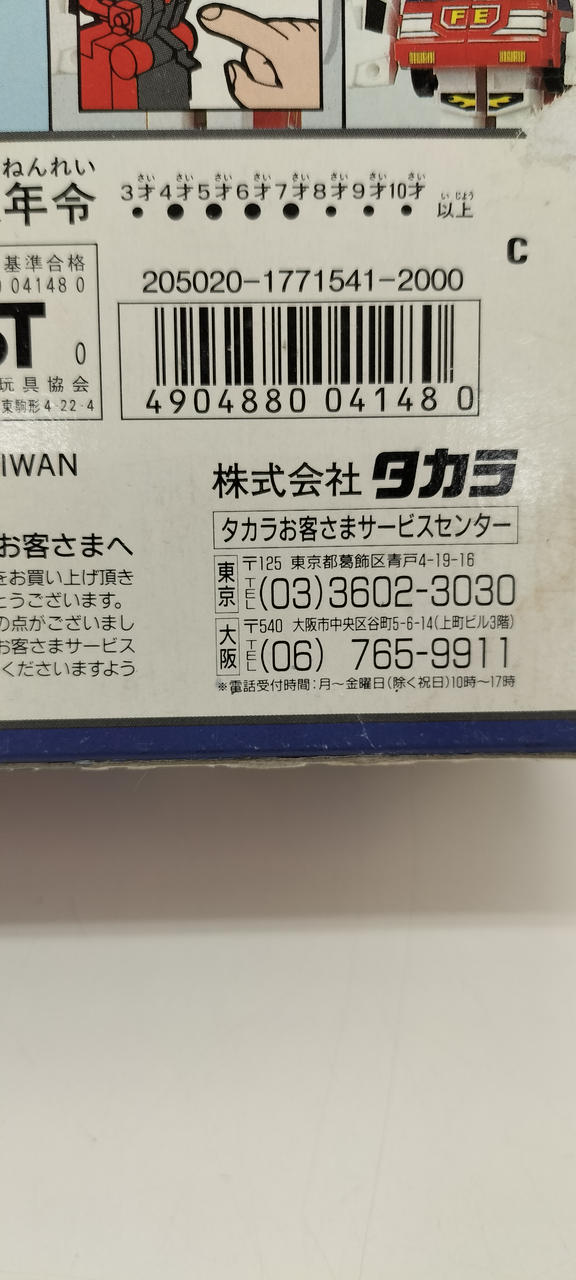 FE
ねんれい
年令
さい さい さい さい さい さい さい さい
3才4才5才6才7才8才9才10才
いじょう
以上
C
基準合格
041480
ST 0
玩具協会
東駒形4-22-4
205020-1771541-2000
4904880 041480
IWAN
株式会社タカラ
タカラお客さまサービスセンター
東京 〒125 東京都葛飾区青戸4-19-16
TEL(03)3602-3030
大阪 〒540 大阪市中央区谷町5-6-14(上町ビル3階)
TEL(06) 765-9911
※電話受付時間:月〜金曜日(除く祝日)10時〜17時
お客さまへ
をお買い上げ頂き
とうございます。
の点がございまし
お客さまサービス
くださいますよう